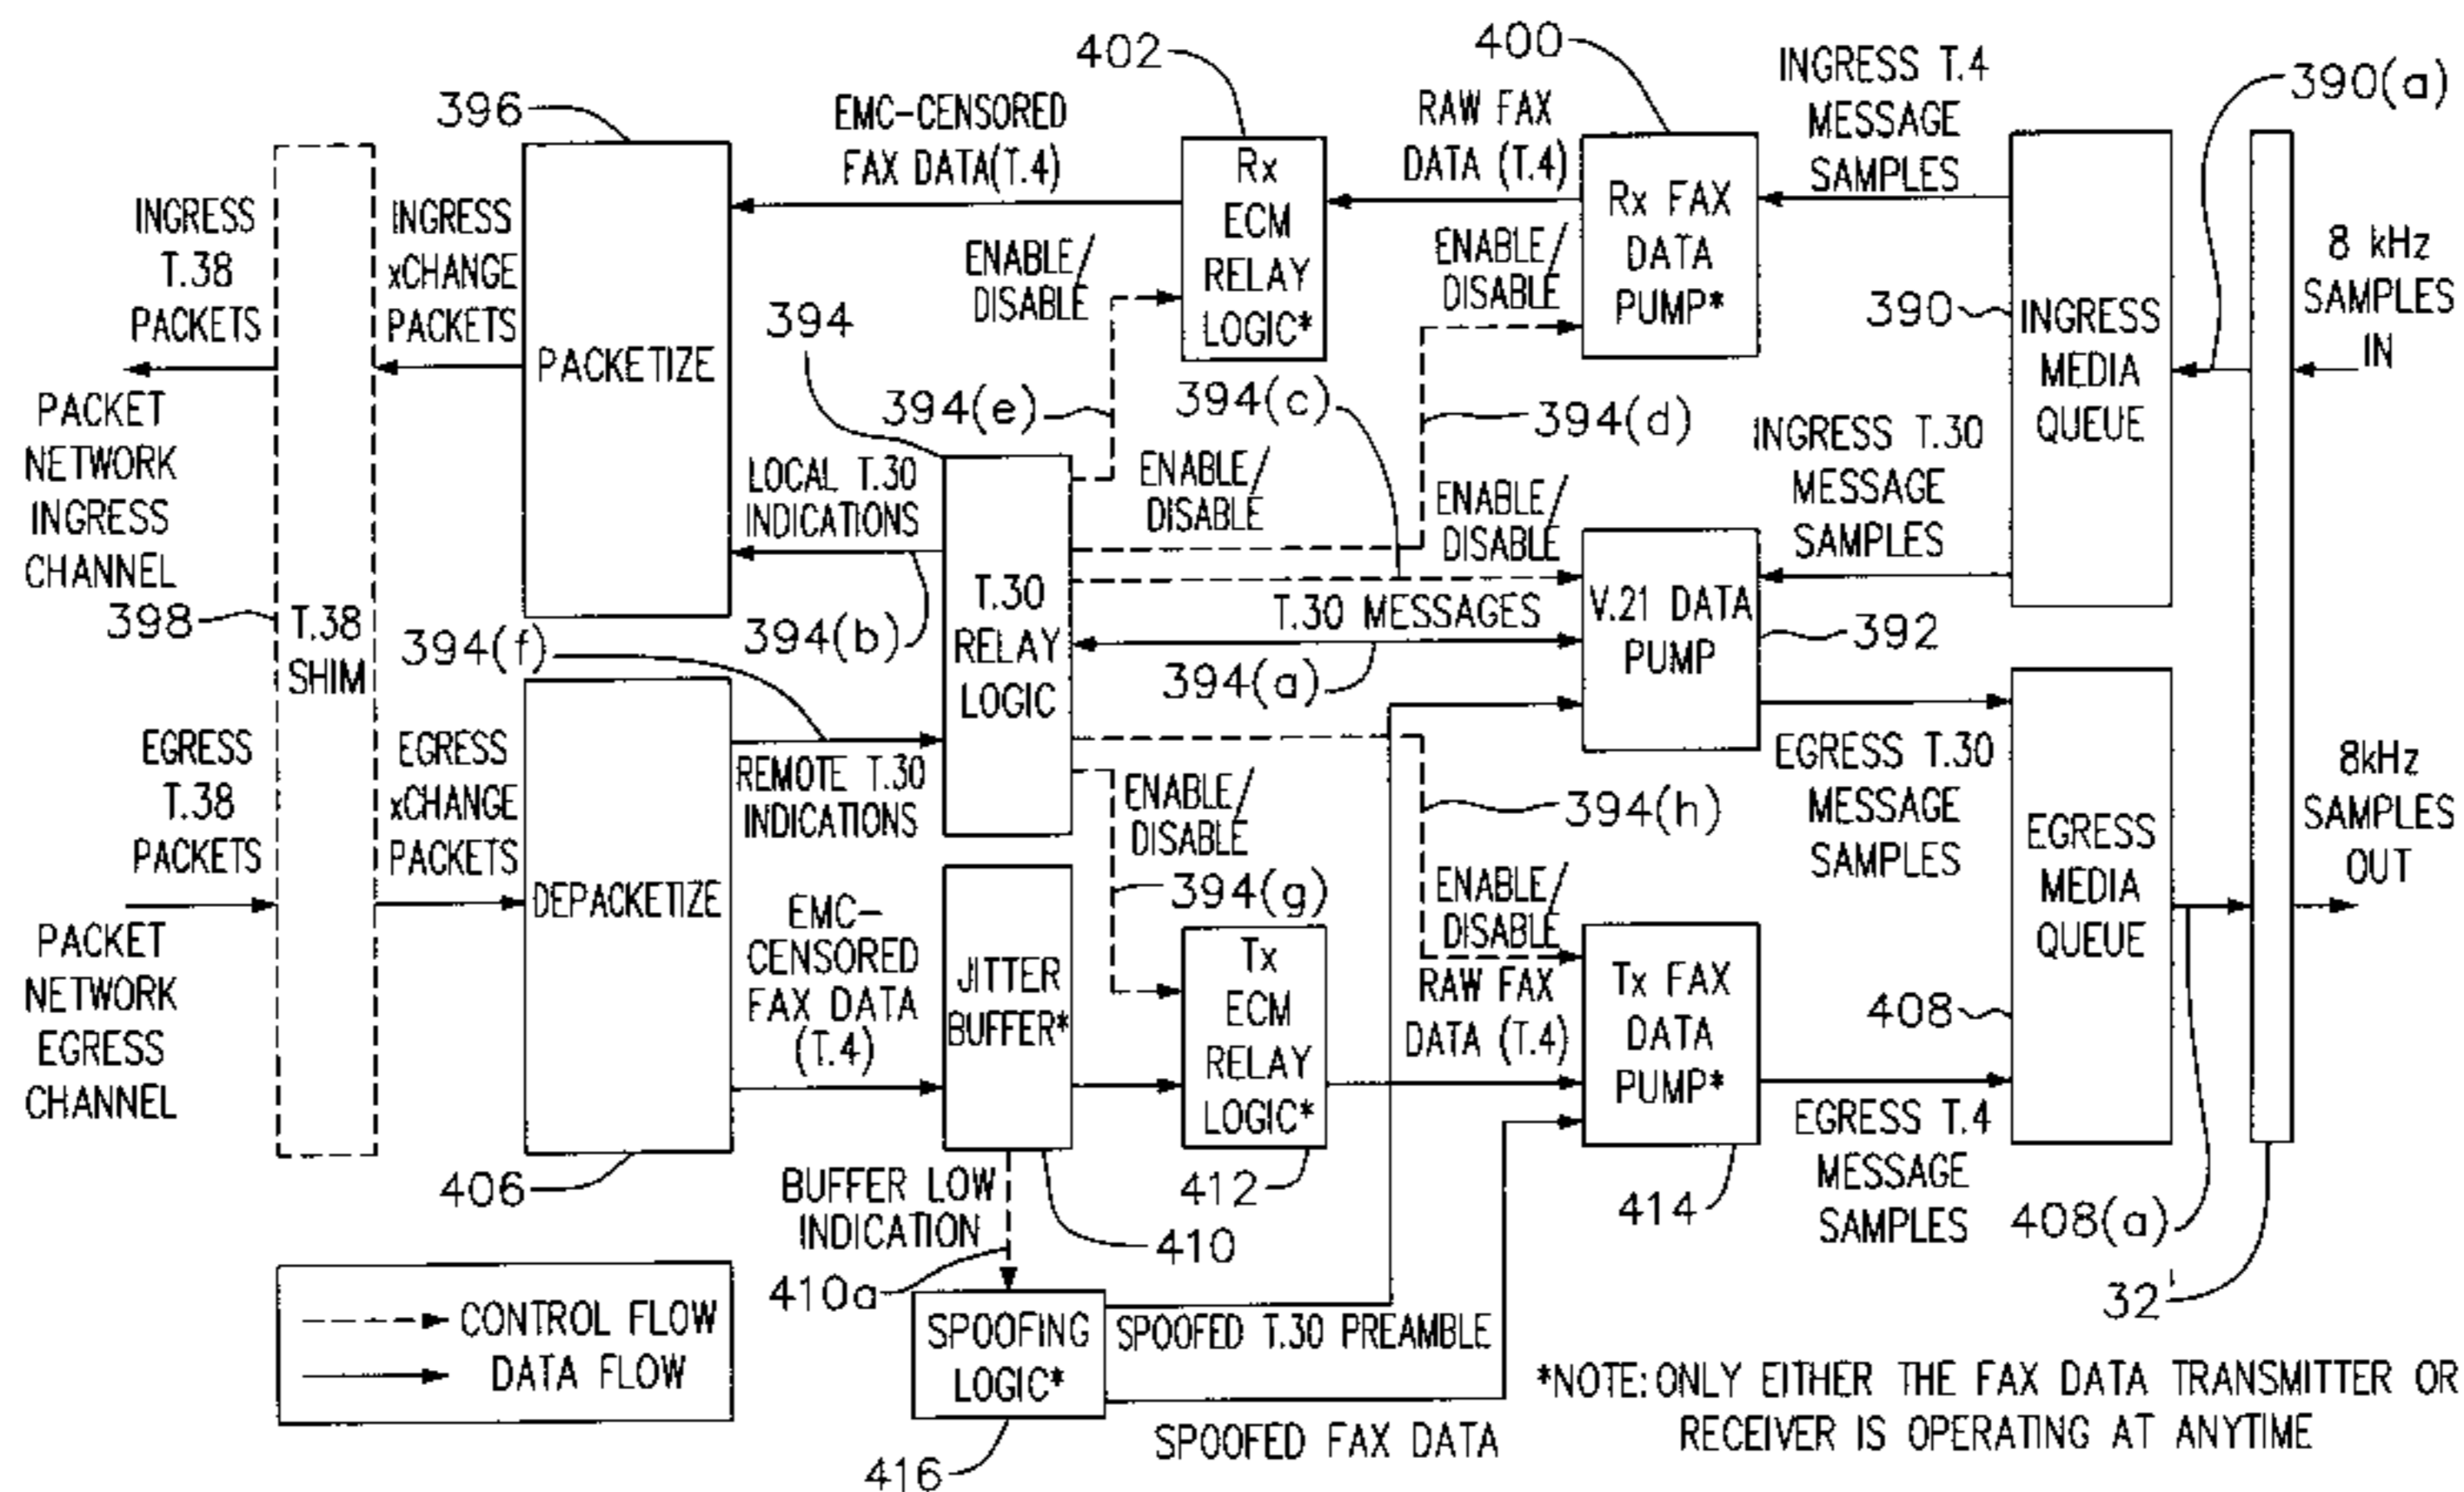 402
400
INGRESS T.4
MESSAGE
SAMPLES
390(a)
396
EMC-CENSORED
FAX DATA(T.4)
RAW FAX
DATA (T.4)
INGRESS
T.38
PACKETS
INGRESS
xCHANGE
PACKETS
PACKETIZE
Rx
ECM
RELAY
LOGIC*
Rx FAX
DATA
PUMP*
ENABLE/
DISABLE
ENABLE/
DISABLE
390
INGRESS
MEDIA
QUEUE
8 kHz
SAMPLES
IN
394
394(e)
394(c)
394(d)
PACKET
NETWORK
INGRESS
CHANNEL
LOCAL T.30
INDICATIONS
ENABLE/
DISABLE
ENABLE/
DISABLE
INGRESS T.30
MESSAGE
SAMPLES
398
T.38
SHIM
394(f)
394(b)
T.30
RELAY
LOGIC
T.30 MESSAGES
394(a)
V.21 DATA
PUMP
392
EGRESS
T.38
PACKETS
EGRESS
xCHANGE
PACKETS
REMOTE T.30
INDICATIONS
ENABLE/
DISABLE
394(h)
EGRESS T.30
MESSAGE
SAMPLES
8kHz
SAMPLES
OUT
EGRESS
MEDIA
QUEUE
DEPACKETIZE
394(g)
ENABLE/
DISABLE
PACKET
NETWORK
EGRESS
CHANNEL
EMC-
CENSORED
FAX DATA
(T.4)
JITTER
BUFFER*
Tx
ECM
RELAY
LOGIC*
RAW FAX
DATA (T.4)
Tx FAX
DATA
PUMP*
408
EGRESS T.4
MESSAGE
SAMPLES
406
BUFFER LOW
INDICATION
412
410
414
408(a)
410a
32'
CONTROL FLOW
DATA FLOW
SPOOFING
LOGIC*
SPOOFED T.30 PREAMBLE
SPOOFED FAX DATA
416
*NOTE: ONLY EITHER THE FAX DATA TRANSMITTER OR
RECEIVER IS OPERATING AT ANYTIME